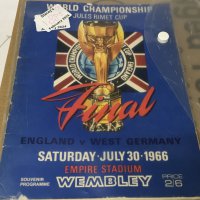 WORLD CHAMPIONSHIP
JULES RIMET CUP
Final
ENGLAND v WEST GERMANY
SATURDAY·JULY 30·1966
EMPIRE STADIUM
SOUVENIR
PROGRAMME
WEMBLEY
PRICE
2/6